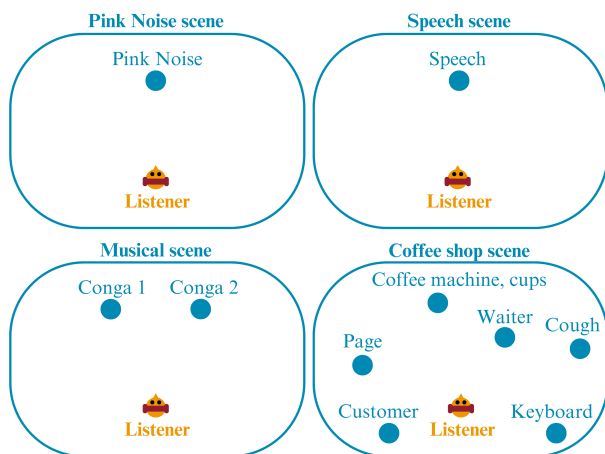 Pink Noise scene
Pink Noise
Listener
Speech scene
Speech
Listener
Musical scene
Conga 1 Conga 2
Listener
Coffee shop scene
Coffee machine, cups
Waiter
Cough
Page
Customer
Keyboard
Listener